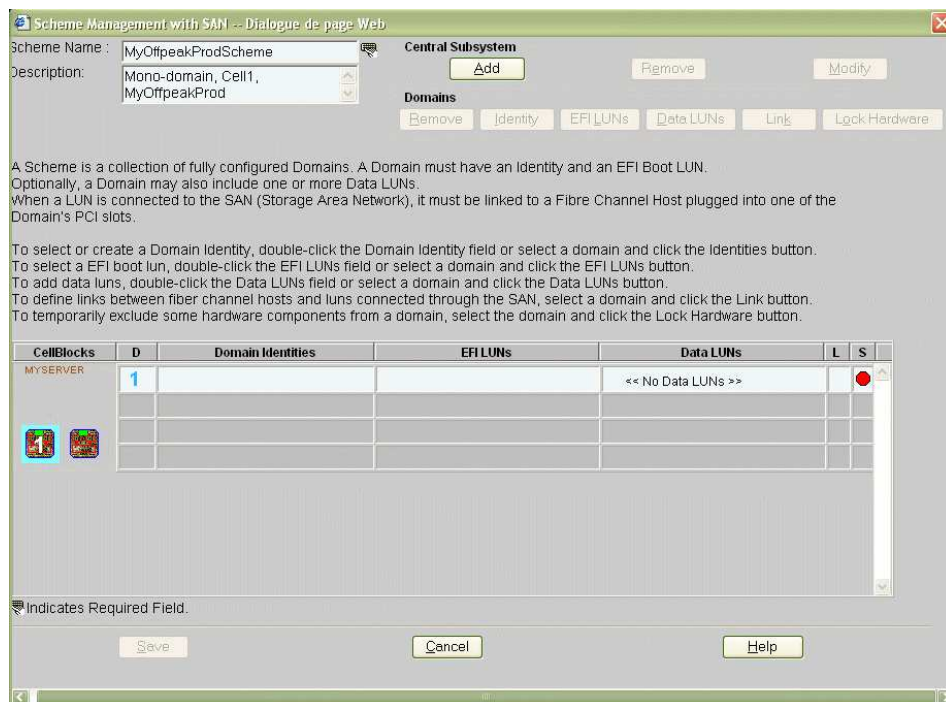 Scheme Management with SAN -- Dialogue de page Web
Scheme Name : MyOffpeakProdScheme
Description: Mono-domain, Cell1,
MyOffpeakProd
Central Subsystem
Add Remove Modify
Domains
Remove Identity EFI LUNs Data LUNs Link Lock Hardware
A Scheme is a collection of fully configured Domains. A Domain must have an Identity and an EFI Boot LUN.
Optionally, a Domain may also include one or more Data LUNs.
When a LUN is connected to the SAN (Storage Area Network), it must be linked to a Fibre Channel Host plugged into one of the
Domain's PCI slots.
To select or create a Domain Identity, double-click the Domain Identity field or select a domain and click the Identities button.
To select a EFI boot lun, double-click the EFI LUNs field or select a domain and click the EFI LUNs button.
To add data luns, double-click the Data LUNs field or select a domain and click the Data LUNs button.
To define links between fiber channel hosts and luns connected through the SAN, select a domain and click the Link button.
To temporarily exclude some hardware components from a domain, select the domain and click the Lock Hardware button.
CellBlocks D Domain Identities EFI LUNs Data LUNs L S
MYSERVER
1 << No Data LUNs >>
1
Indicates Required Field.
Save Cancel Help